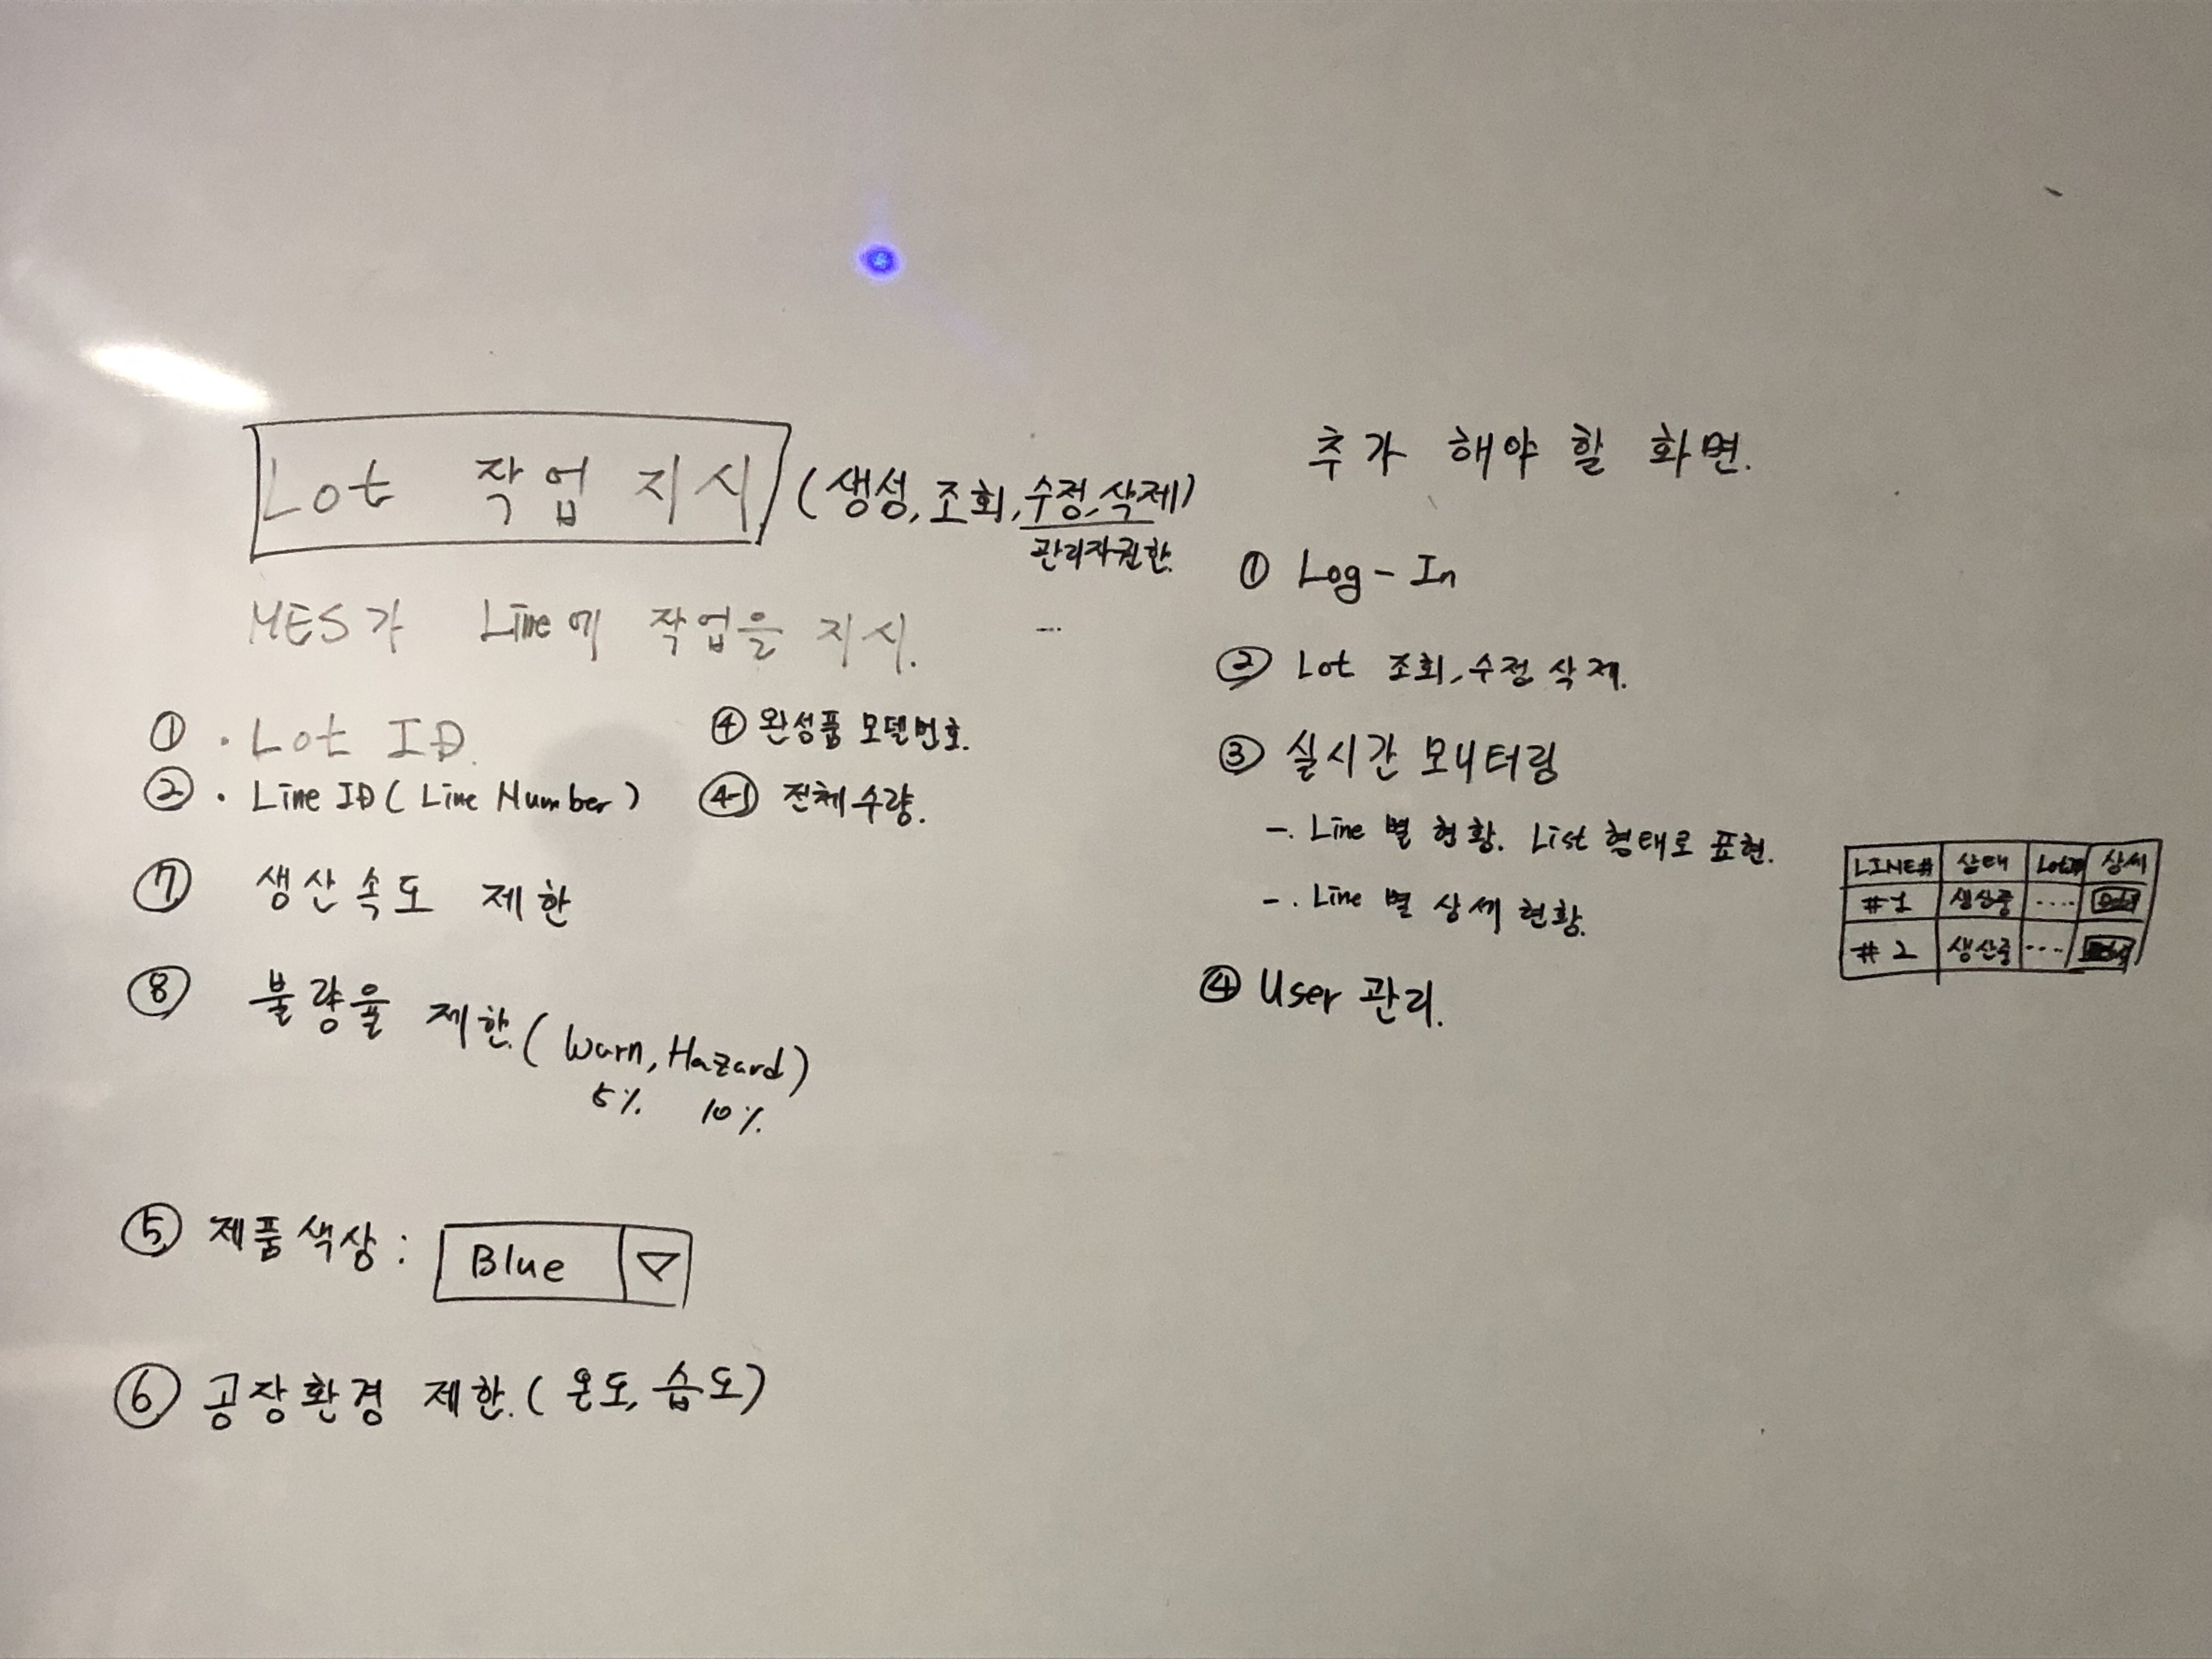 Lot 작업 지시 (생성, 조회, 수정, 삭제)
관리자권한.
MES가 Line에 작업을 지시.
① · Lot ID.
② · Line ID (Line Number)
④ 완성품 모델번호.
④-1 전체수량.
⑦ 생산속도 제한
⑧ 불량율 제한. (Warn, Hazard)
5% 10%
⑤ 제품색상 : Blue ▽
⑥ 공장환경 제한. (온도, 습도)
추가 해야 할 화면.
① Log-In
② Lot 조회, 수정 삭제.
③ 실시간 모니터링
-. Line 별 현황. List 형태로 표현.
-. Line 별 상세 현황.
④ User 관리.
LINE# 상태 Lot# 상세
#1 생산중 ....
#2 생산중 ...